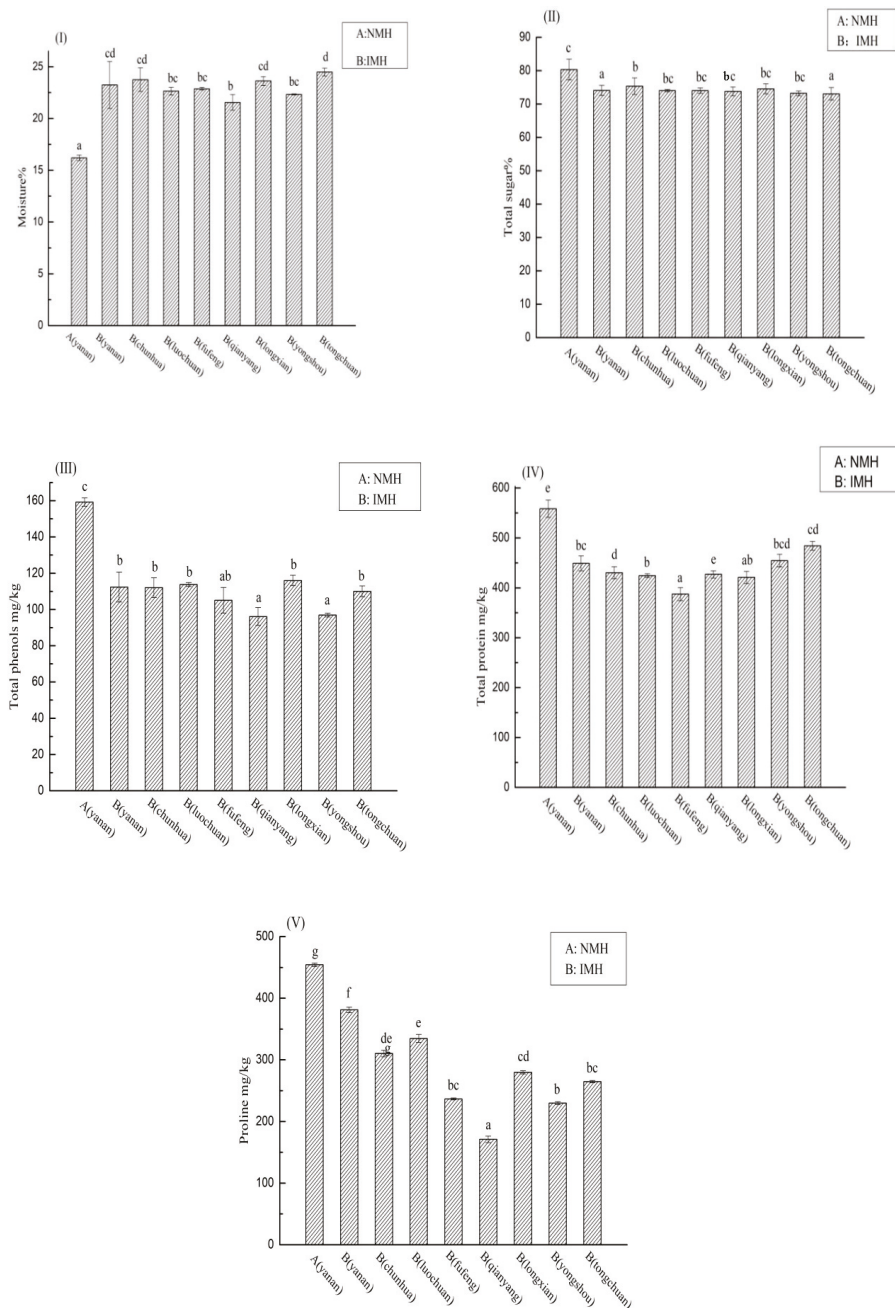 (I)
A:NMH
B:IMH
Moisture%
25
20
15
10
5
0
a
cd
cd
bc
bc
b
cd
bc
d
A(yanan)
B(yanan)
B(chunhua)
B(luochuan)
B(fufeng)
B(qianyang)
B(longxian)
B(yongshou)
B(tongchuan)
(II)
A: NMH
B: IMH
Total sugar%
90
80
70
60
50
40
30
20
10
0
c
a
b
bc
bc
bc
bc
bc
a
A(yanan)
B(yanan)
B(chunhua)
B(luochuan)
B(fufeng)
B(qianyang)
B(longxian)
B(yongshou)
B(tongchuan)
(III)
A: NMH
B: IMH
Total phenols mg/kg
160
140
120
100
80
60
40
20
0
c
b
b
b
ab
a
b
a
b
A(yanan)
B(yanan)
B(chunhua)
B(luochuan)
B(fufeng)
B(qianyang)
B(longxian)
B(yongshou)
B(tongchuan)
(IV)
A: NMH
B: IMH
Total protein mg/kg
600
500
400
300
200
100
0
e
bc
d
b
a
e
ab
bcd
cd
A(yanan)
B(yanan)
B(chunhua)
B(luochuan)
B(fufeng)
B(qianyang)
B(longxian)
B(yongshou)
B(tongchuan)
(V)
A: NMH
B: IMH
Proline mg/kg
500
400
300
200
100
0
g
f
de
g
e
bc
a
cd
b
bc
A(yanan)
B(yanan)
B(chunhua)
B(luochuan)
B(fufeng)
B(qianyang)
B(longxian)
B(yongshou)
B(tongchuan)